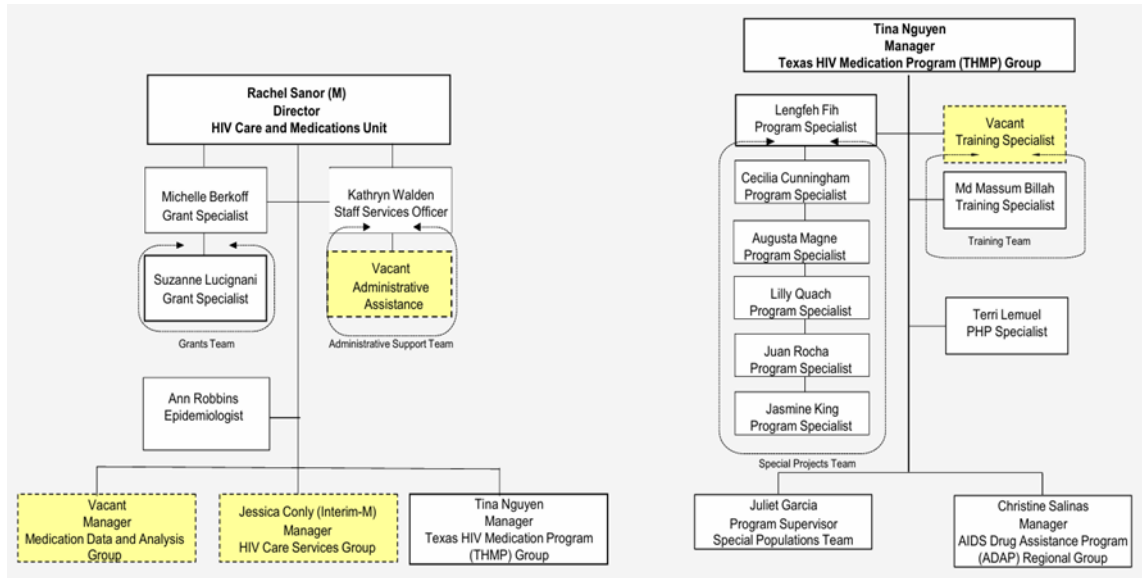 Rachel Sanor (M)
Director
HIV Care and Medications Unit
Michelle Berkoff
Grant Specialist
Kathryn Walden
Staff Services Officer
Suzanne Lucignani
Grant Specialist
Vacant
Administrative
Assistance
Grants Team
Administrative Support Team
Ann Robbins
Epidemiologist
Vacant
Manager
Medication Data and Analysis
Group
Jessica Conly (Interim-M)
Manager
HIV Care Services Group
Tina Nguyen
Manager
Texas HIV Medication Program
(THMP) Group
Tina Nguyen
Manager
Texas HIV Medication Program (THMP) Group
Lengfeh Fih
Program Specialist
Vacant
Training Specialist
Cecilia Cunningham
Program Specialist
Md Massum Billah
Training Specialist
Training Team
Augusta Magne
Program Specialist
Lilly Quach
Program Specialist
Terri Lemuel
PHP Specialist
Juan Rocha
Program Specialist
Jasmine King
Program Specialist
Special Projects Team
Juliet Garcia
Program Supervisor
Special Populations Team
Christine Salinas
Manager
AIDS Drug Assistance Program
(ADAP) Regional Group